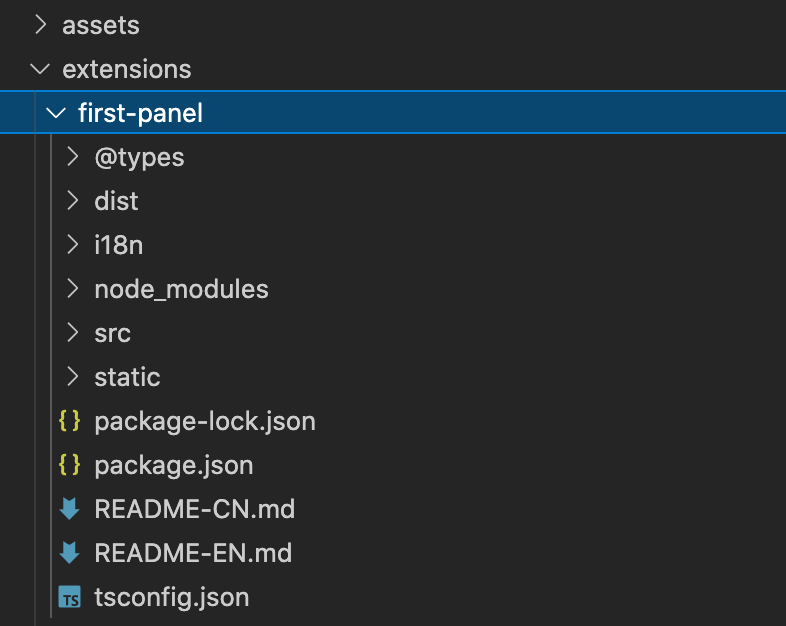 assets
extensions
first-panel
@types
dist
i18n
node_modules
src
static
{} package-lock.json
{} package.json
README-CN.md
README-EN.md
TS tsconfig.json